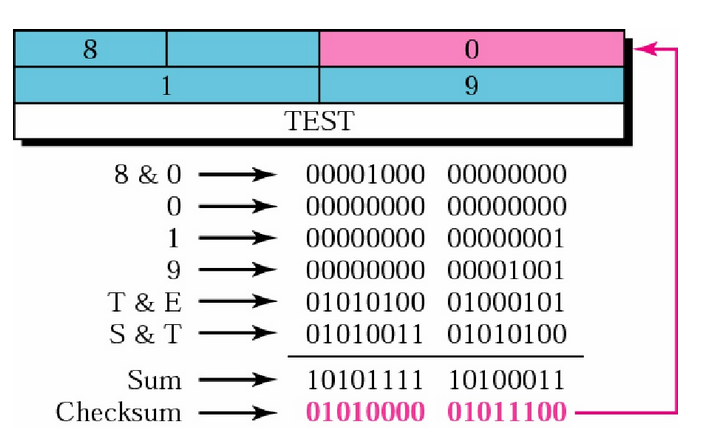 8 0
1 9
TEST
8 & 0 00001000 00000000
0 00000000 00000000
1 00000000 00000001
9 00000000 00001001
T & E 01010100 01000101
S & T 01010011 01010100
Sum 10101111 10100011
Checksum 01010000 01011100